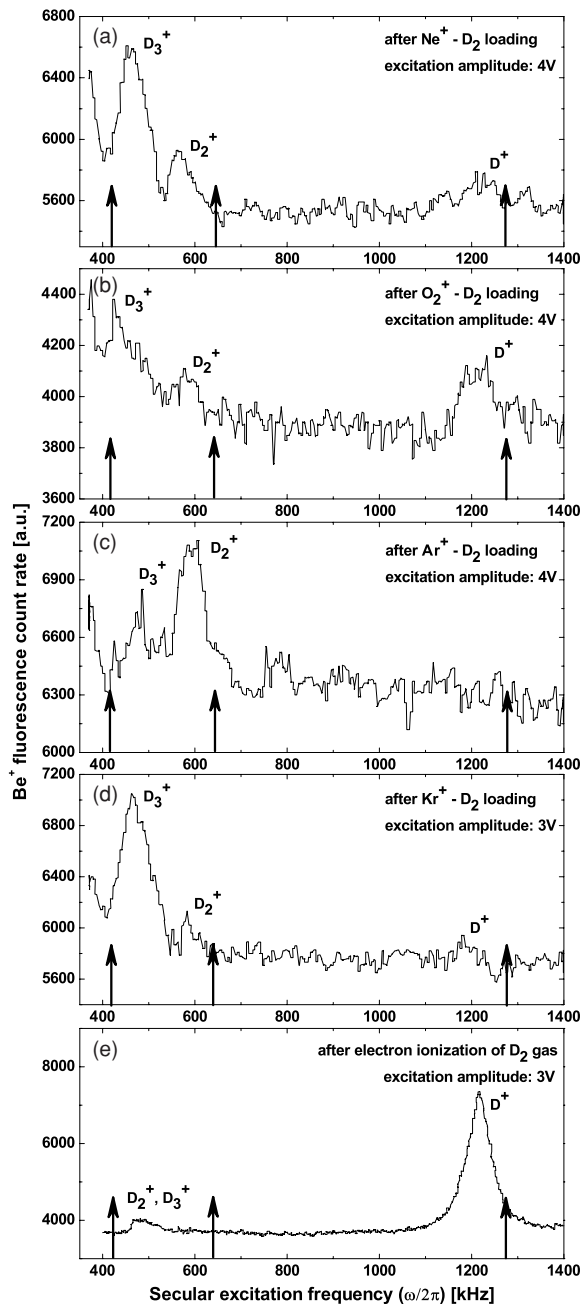 (a)
D3+
after Ne+ - D2 loading
excitation amplitude: 4V
D2+
D+
6800
6400
6000
5600
400 600 800 1000 1200 1400
(b)
D3+
after O2+ - D2 loading
excitation amplitude: 4V
D2+
D+
4400
4200
4000
3800
3600
400 600 800 1000 1200 1400
(c)
D3+
D2+
after Ar+ - D2 loading
excitation amplitude: 4V
7200
6900
6600
6300
6000
400 600 800 1000 1200 1400
(d)
D3+
after Kr+ - D2 loading
excitation amplitude: 3V
D2+
D+
7200
6800
6400
6000
5600
400 600 800 1000 1200 1400
(e)
after electron ionization of D2 gas
excitation amplitude: 3V
D+
D2+, D3+
8000
6000
4000
400 600 800 1000 1200 1400
Be+ fluorescence count rate [a.u.]
Secular excitation frequency (ω/2π) [kHz]